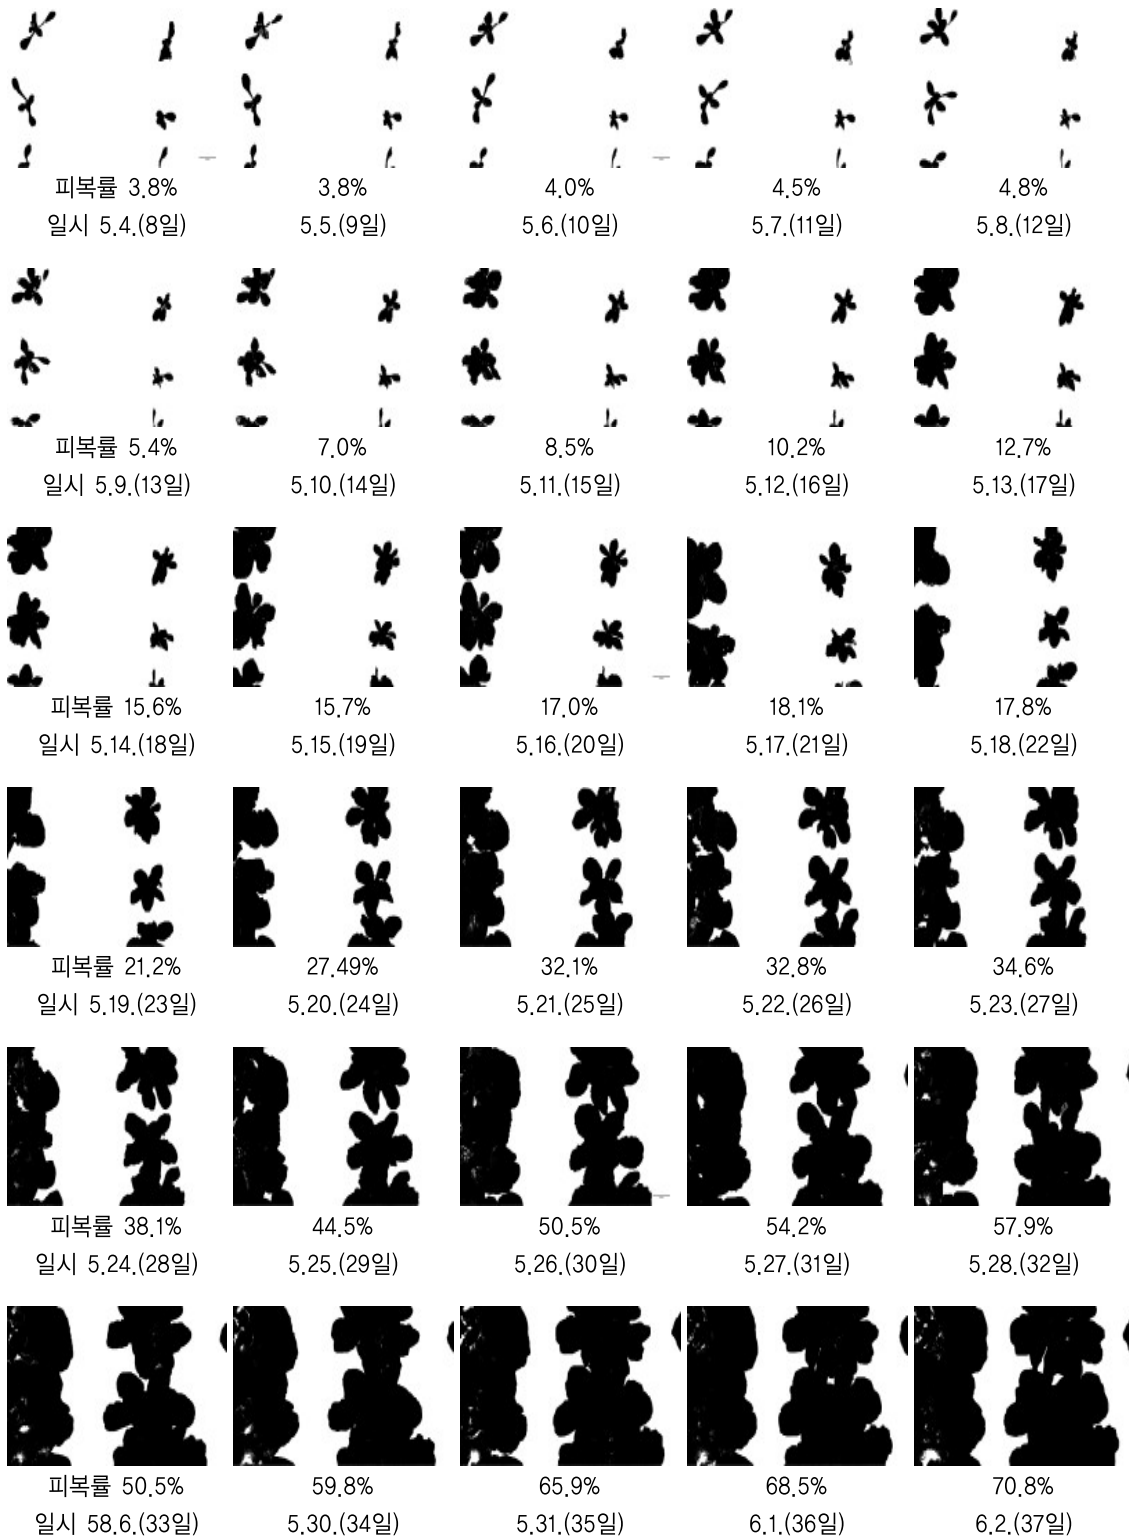 피복률 3.8% 3.8% 4.0% 4.5% 4.8%
일시 5.4.(8일) 5.5.(9일) 5.6.(10일) 5.7.(11일) 5.8.(12일)
피복률 5.4% 7.0% 8.5% 10.2% 12.7%
일시 5.9.(13일) 5.10.(14일) 5.11.(15일) 5.12.(16일) 5.13.(17일)
피복률 15.6% 15.7% 17.0% 18.1% 17.8%
일시 5.14.(18일) 5.15.(19일) 5.16.(20일) 5.17.(21일) 5.18.(22일)
피복률 21.2% 27.49% 32.1% 32.8% 34.6%
일시 5.19.(23일) 5.20.(24일) 5.21.(25일) 5.22.(26일) 5.23.(27일)
피복률 38.1% 44.5% 50.5% 54.2% 57.9%
일시 5.24.(28일) 5.25.(29일) 5.26.(30일) 5.27.(31일) 5.28.(32일)
피복률 50.5% 59.8% 65.9% 68.5% 70.8%
일시 58.6.(33일) 5.30.(34일) 5.31.(35일) 6.1.(36일) 6.2.(37일)